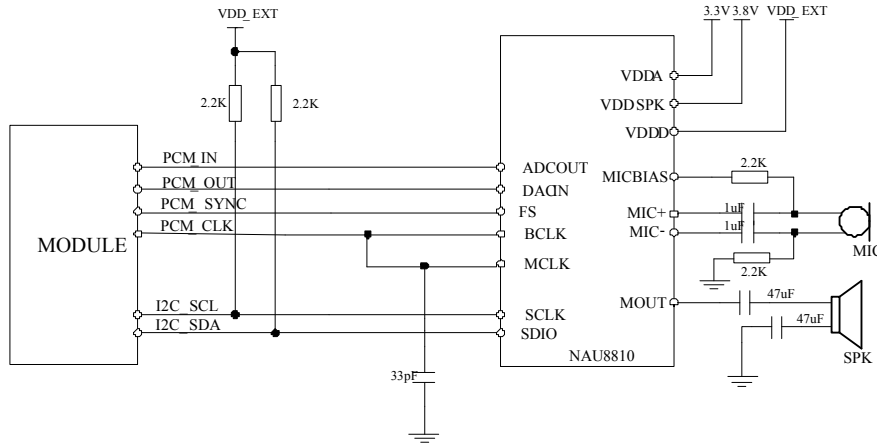 VDD_EXT
3.3V 3.8V VDD_EXT
2.2K 2.2K
MODULE
PCM_IN
PCM_OUT
PCM_SYNC
PCM_CLK
I2C_SCL
I2C_SDA
33pF
ADCOUT
DACIN
FS
BCLK
MCLK
SCLK
SDIO
NAU8810
VDDA
VDDSPK
VDDD
MICBIAS
MIC+
MIC-
MOUT
2.2K
1uF
1uF
2.2K
MIC
47uF
47uF
SPK